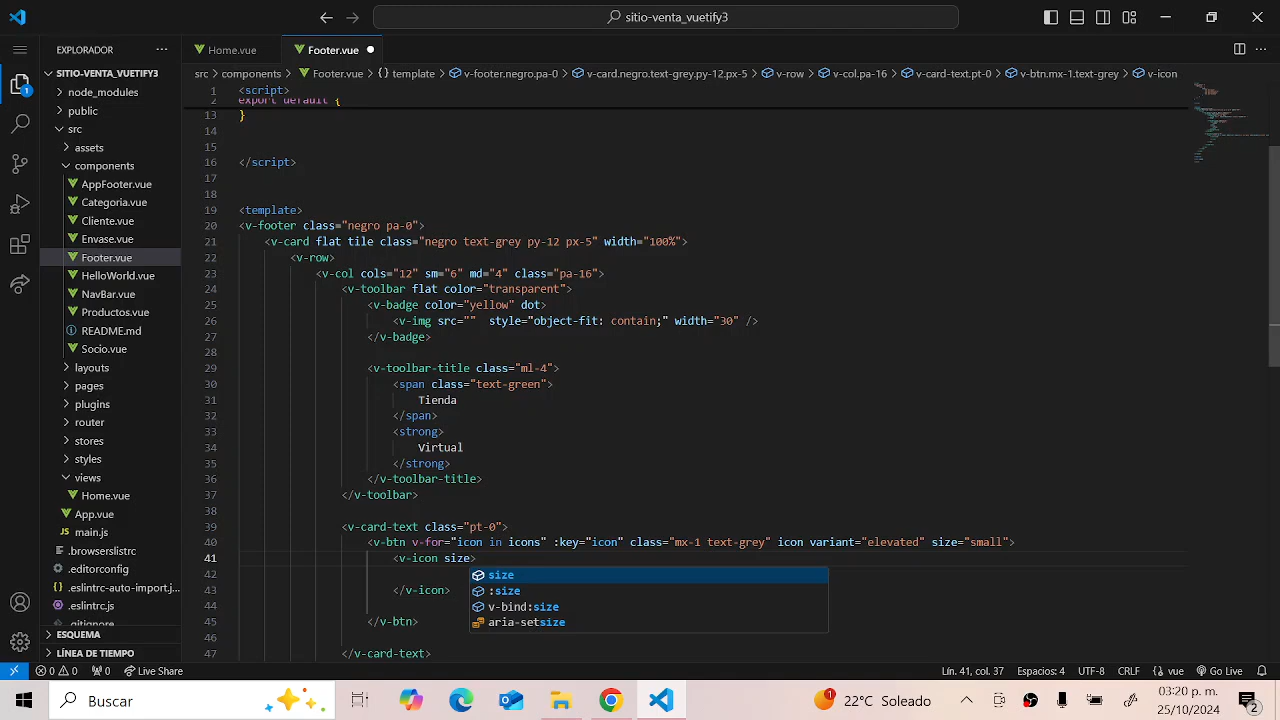 sitio-venta_vuetify3
EXPLORADOR
Home.vue
Footer.vue
src > components > Footer.vue > {} template > v-footer.negro.pa-0 > v-card.negro.text-grey.py-12.px-5 > v-row > v-col.pa-16 > v-card-text.pt-0 > v-btn.mx-1.text-grey > v-icon
SITIO-VENTA_VUETIFY3
node_modules
public
src
assets
components
AppFooter.vue
Categoria.vue
Cliente.vue
Envase.vue
Footer.vue
HelloWorld.vue
NavBar.vue
Productos.vue
README.md
Socio.vue
layouts
pages
plugins
router
stores
styles
views
Home.vue
App.vue
main.js
.browserslistrc
.editorconfig
.eslintrc-auto-import.j...
.eslintrc.js
.gitignore
ESQUEMA
LÍNEA DE TIEMPO
1
1 <script>
2 export default {
13 }
14
15
16 </script>
17
18
19 <template>
20 <v-footer class="negro pa-0">
21 <v-card flat tile class="negro text-grey py-12 px-5" width="100%">
22 <v-row>
23 <v-col cols="12" sm="6" md="4" class="pa-16">
24 <v-toolbar flat color="transparent">
25 <v-badge color="yellow" dot>
26 <v-img src=""  style="object-fit: contain;" width="30" />
27 </v-badge>
28
29 <v-toolbar-title class="ml-4">
30 <span class="text-green">
31 Tienda
32 </span>
33 <strong>
34 Virtual
35 </strong>
36 </v-toolbar-title>
37 </v-toolbar>
38
39 <v-card-text class="pt-0">
40 <v-btn v-for="icon in icons" :key="icon" class="mx-1 text-grey" icon variant="elevated" size="small">
41 <v-icon size>
42
43 </v-icon>
44
45 </v-btn>
46
47 </v-card-text>
size
:size
v-bind:size
aria-setsize
0 0 0 Live Share
Lín. 41, col. 37 Espacios: 4 UTF-8 CRLF {} vue Go Live
Buscar
1
22°C Soleado
03:20 p. m.
25/10/2024
2